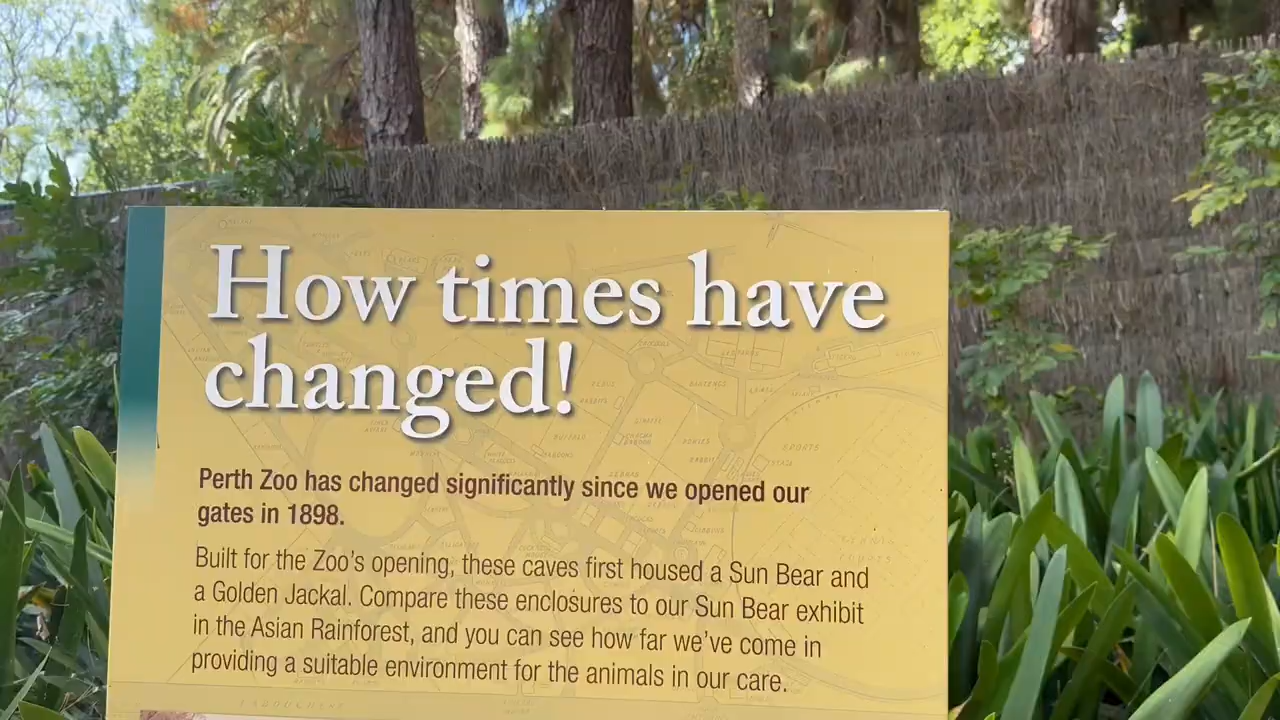 How times have
changed!
Perth Zoo has changed significantly since we opened our
gates in 1898.
Built for the Zoo's opening, these caves first housed a Sun Bear and
a Golden Jackal. Compare these enclosures to our Sun Bear exhibit
in the Asian Rainforest, and you can see how far we've come in
providing a suitable environment for the animals in our care.